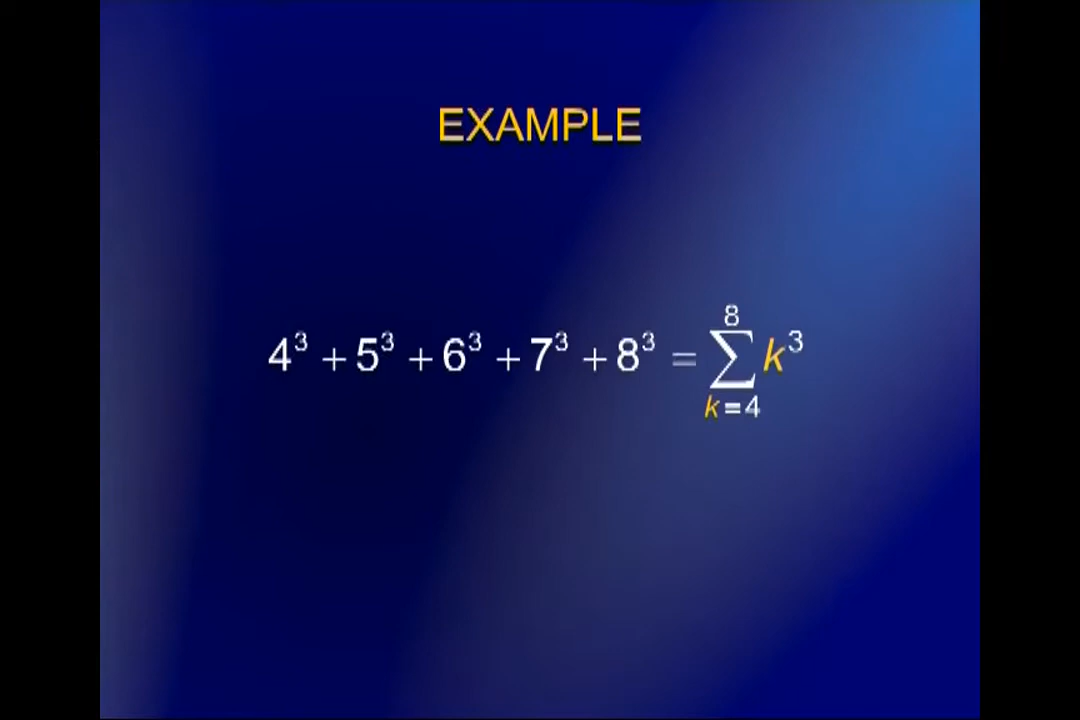 EXAMPLE
4³ + 5³ + 6³ + 7³ + 8³ = ∑_{k=4}^{8} k³